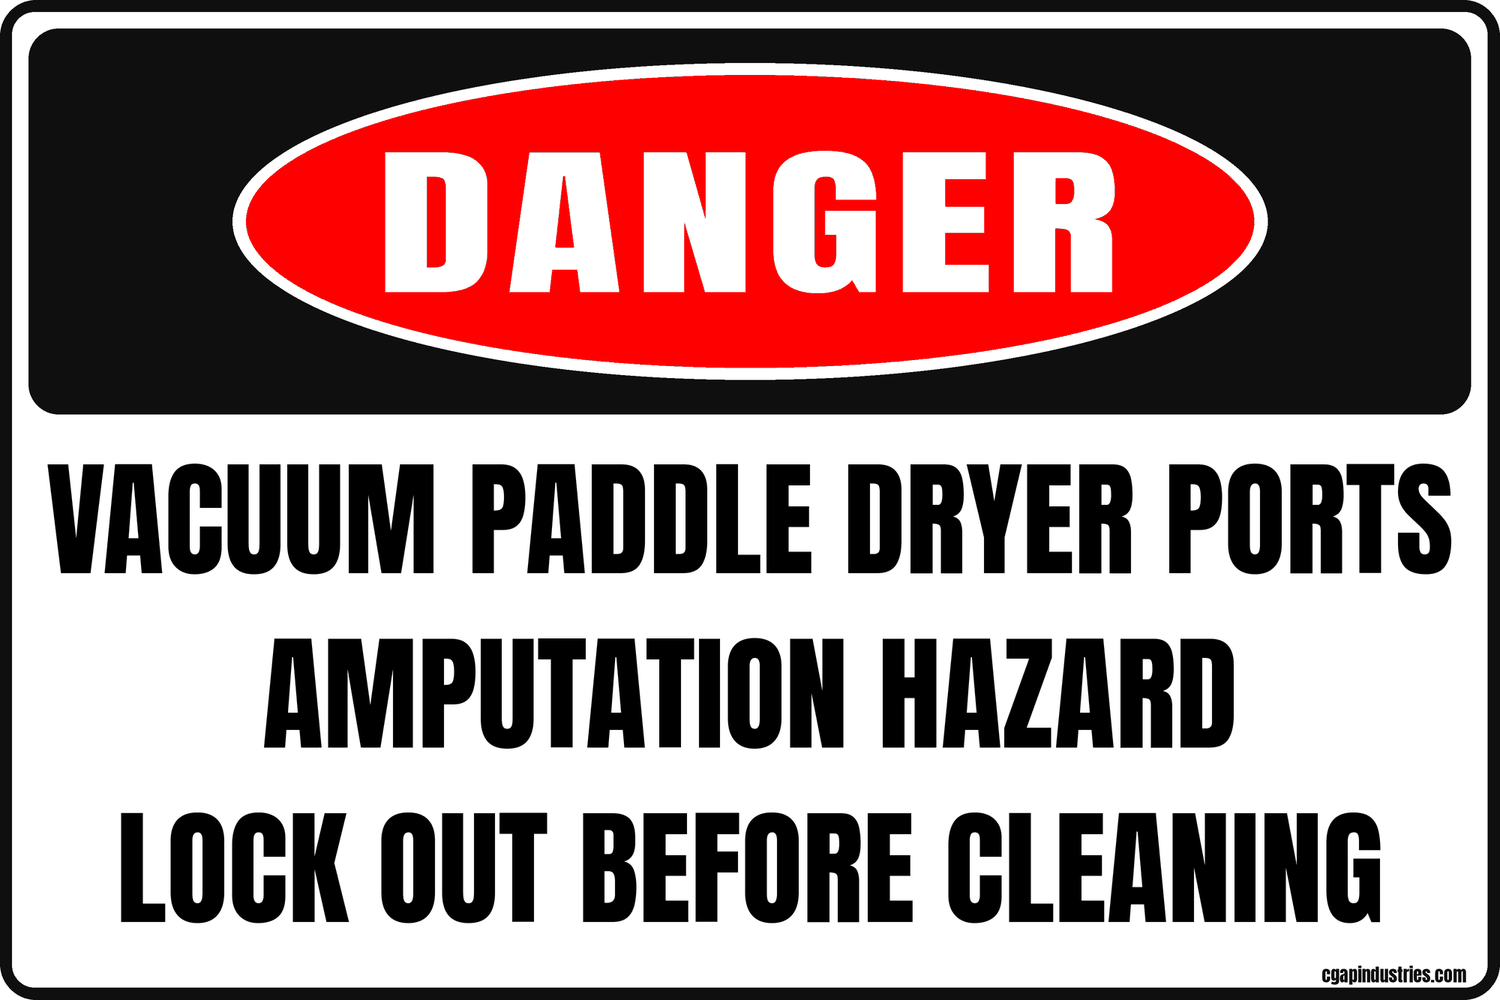 DANGER
VACUUM PADDLE DRYER PORTS
AMPUTATION HAZARD
LOCK OUT BEFORE CLEANING
cgapindustries.com